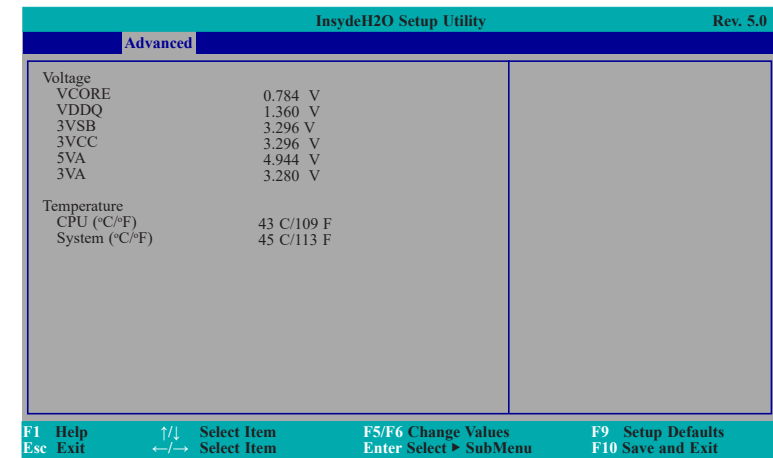 InsydeH2O Setup Utility Rev. 5.0
Advanced
Voltage
VCORE 0.784 V
VDDQ 1.360 V
3VSB 3.296 V
3VCC 3.296 V
5VA 4.944 V
3VA 3.280 V
Temperature
CPU (°C/°F) 43 C/109 F
System (°C/°F) 45 C/113 F
F1 Help ↑/↓ Select Item F5/F6 Change Values F9 Setup Defaults
Esc Exit ←/→ Select Item Enter Select ▶ SubMenu F10 Save and Exit